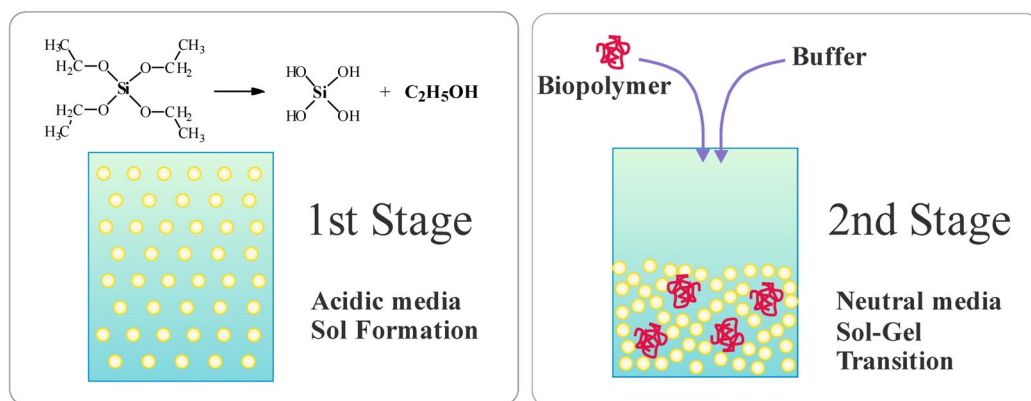 H₃C
H₂C—O
O—CH₂
CH₃
Si
H₂C—O
H₃C
O—CH₂
CH₃
HO
OH
Si
HO
OH
+ C₂H₅OH
1st Stage
Acidic media
Sol Formation
Biopolymer
Buffer
2nd Stage
Neutral media
Sol-Gel
Transition